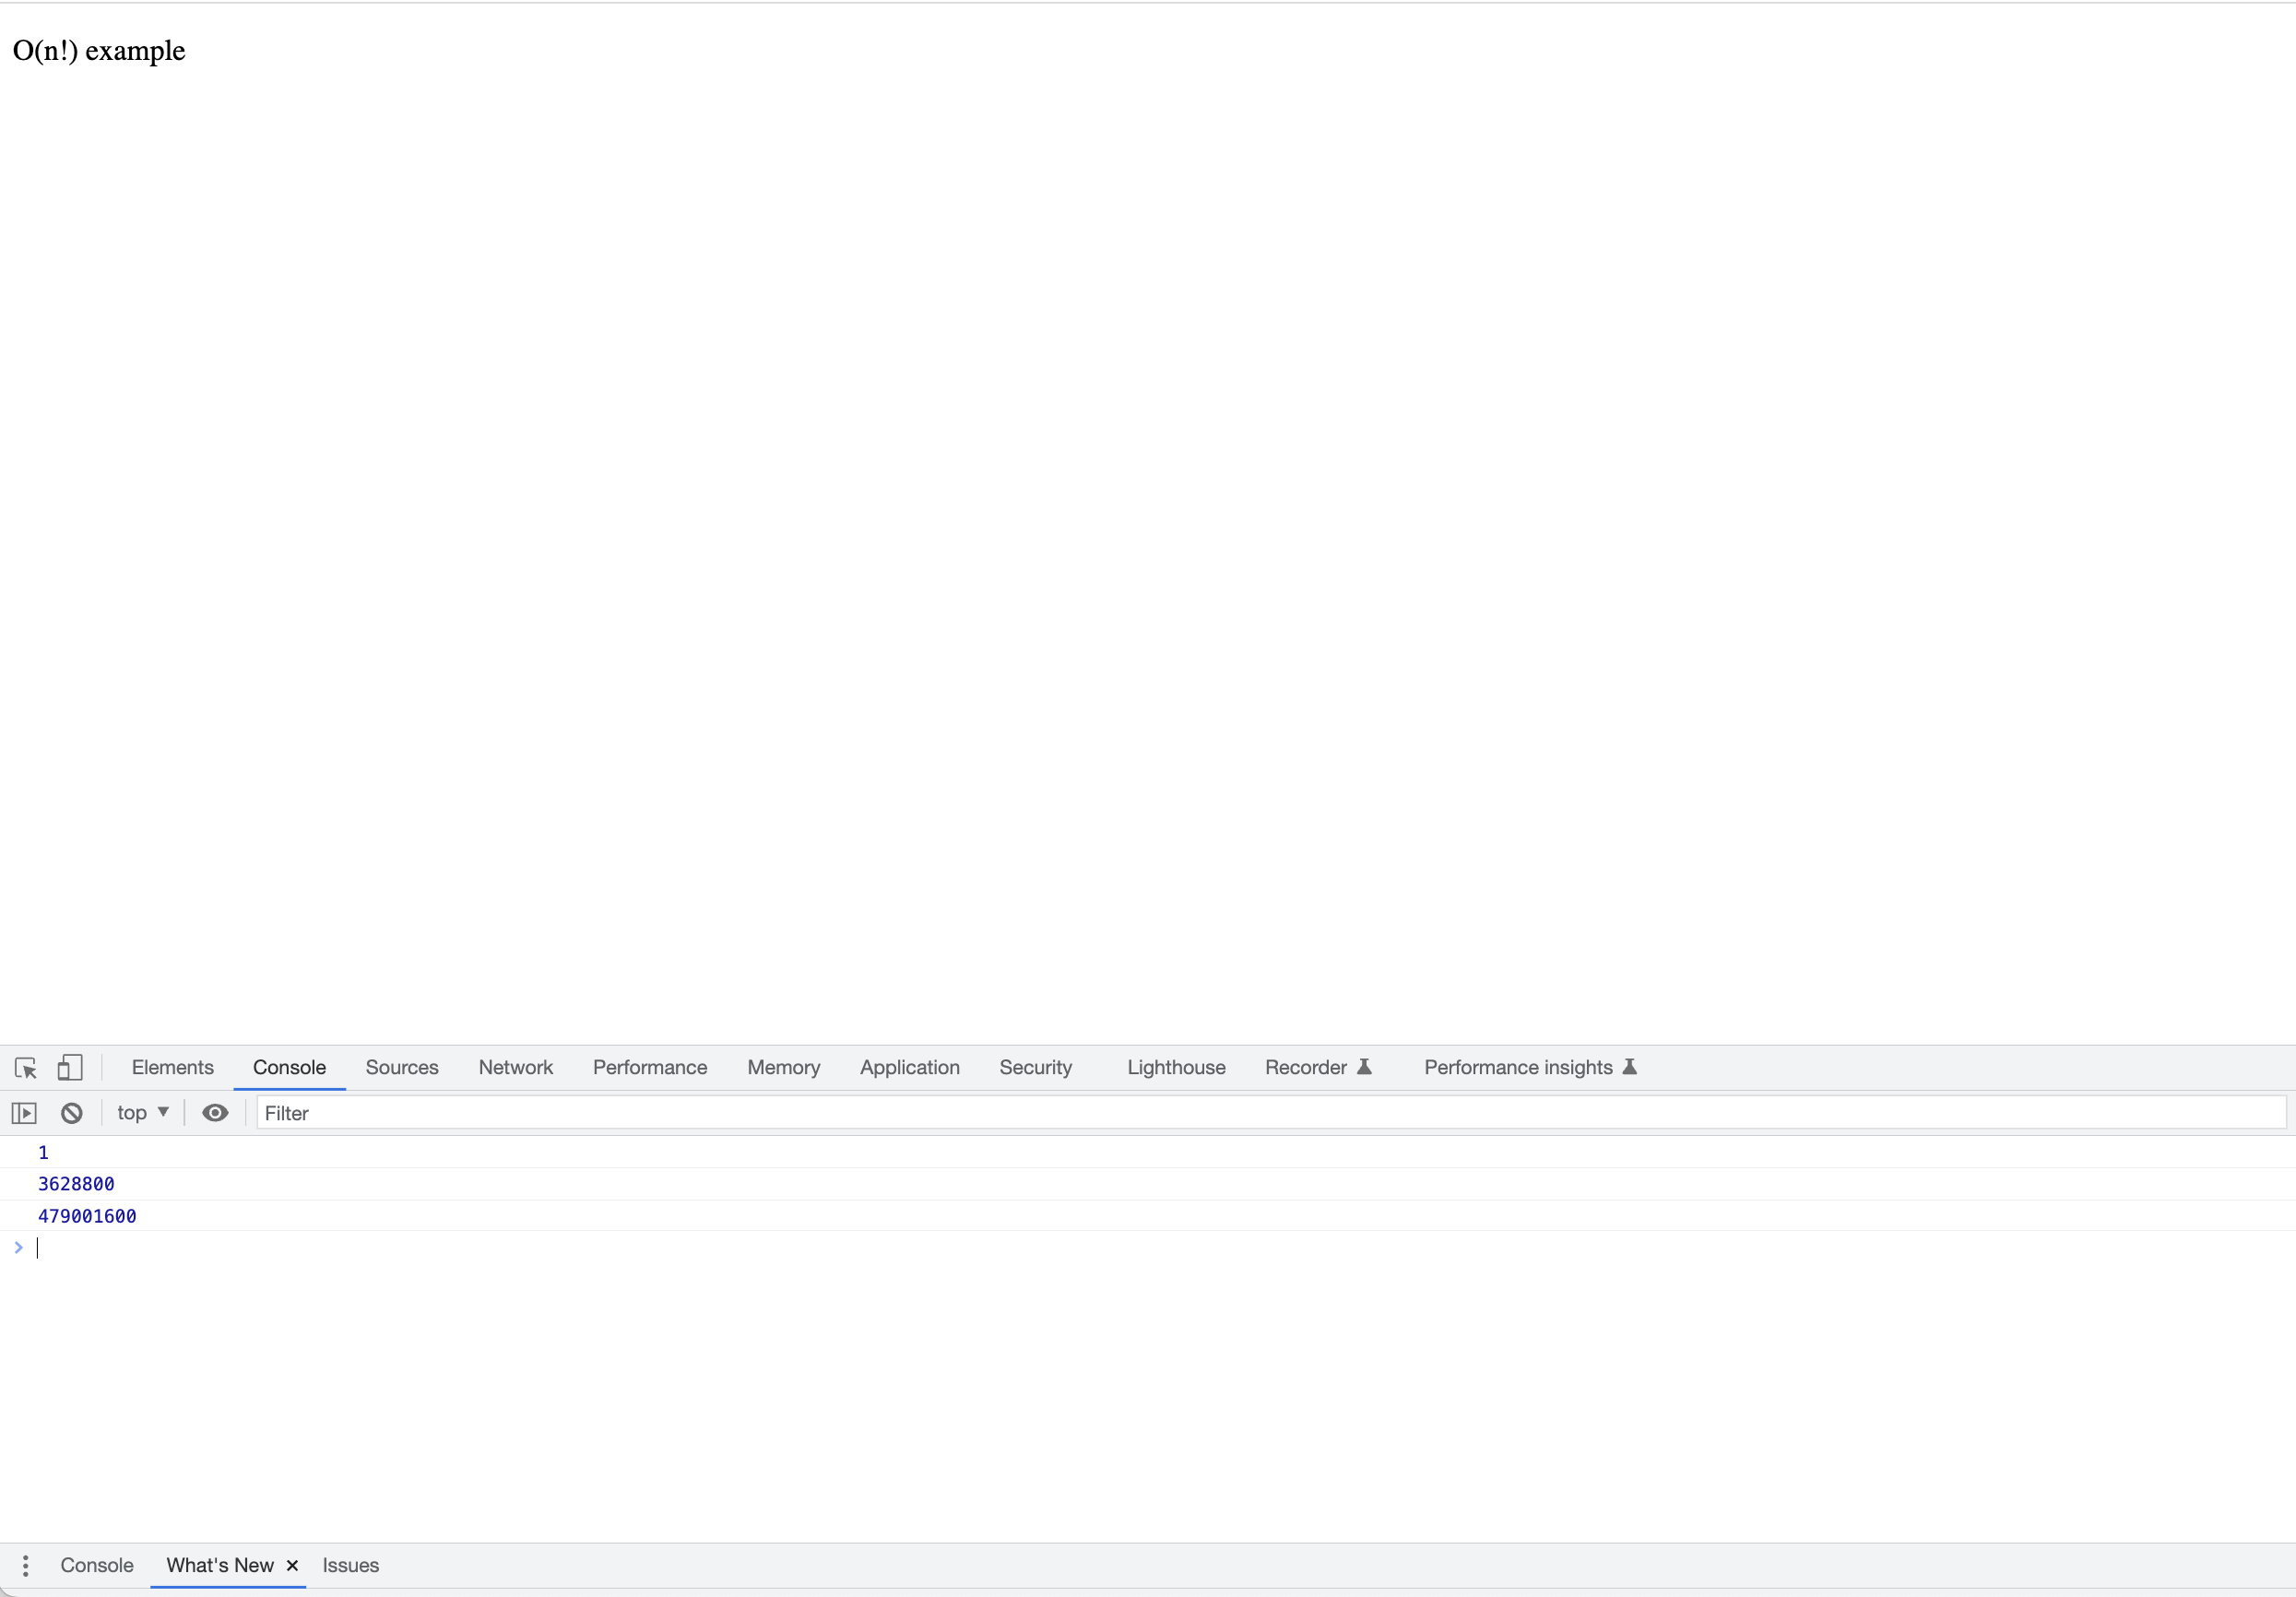 O(n!) example
Elements Console Sources Network Performance Memory Application Security Lighthouse Recorder Performance insights
top Filter
1
3628800
479001600
Console What's New Issues